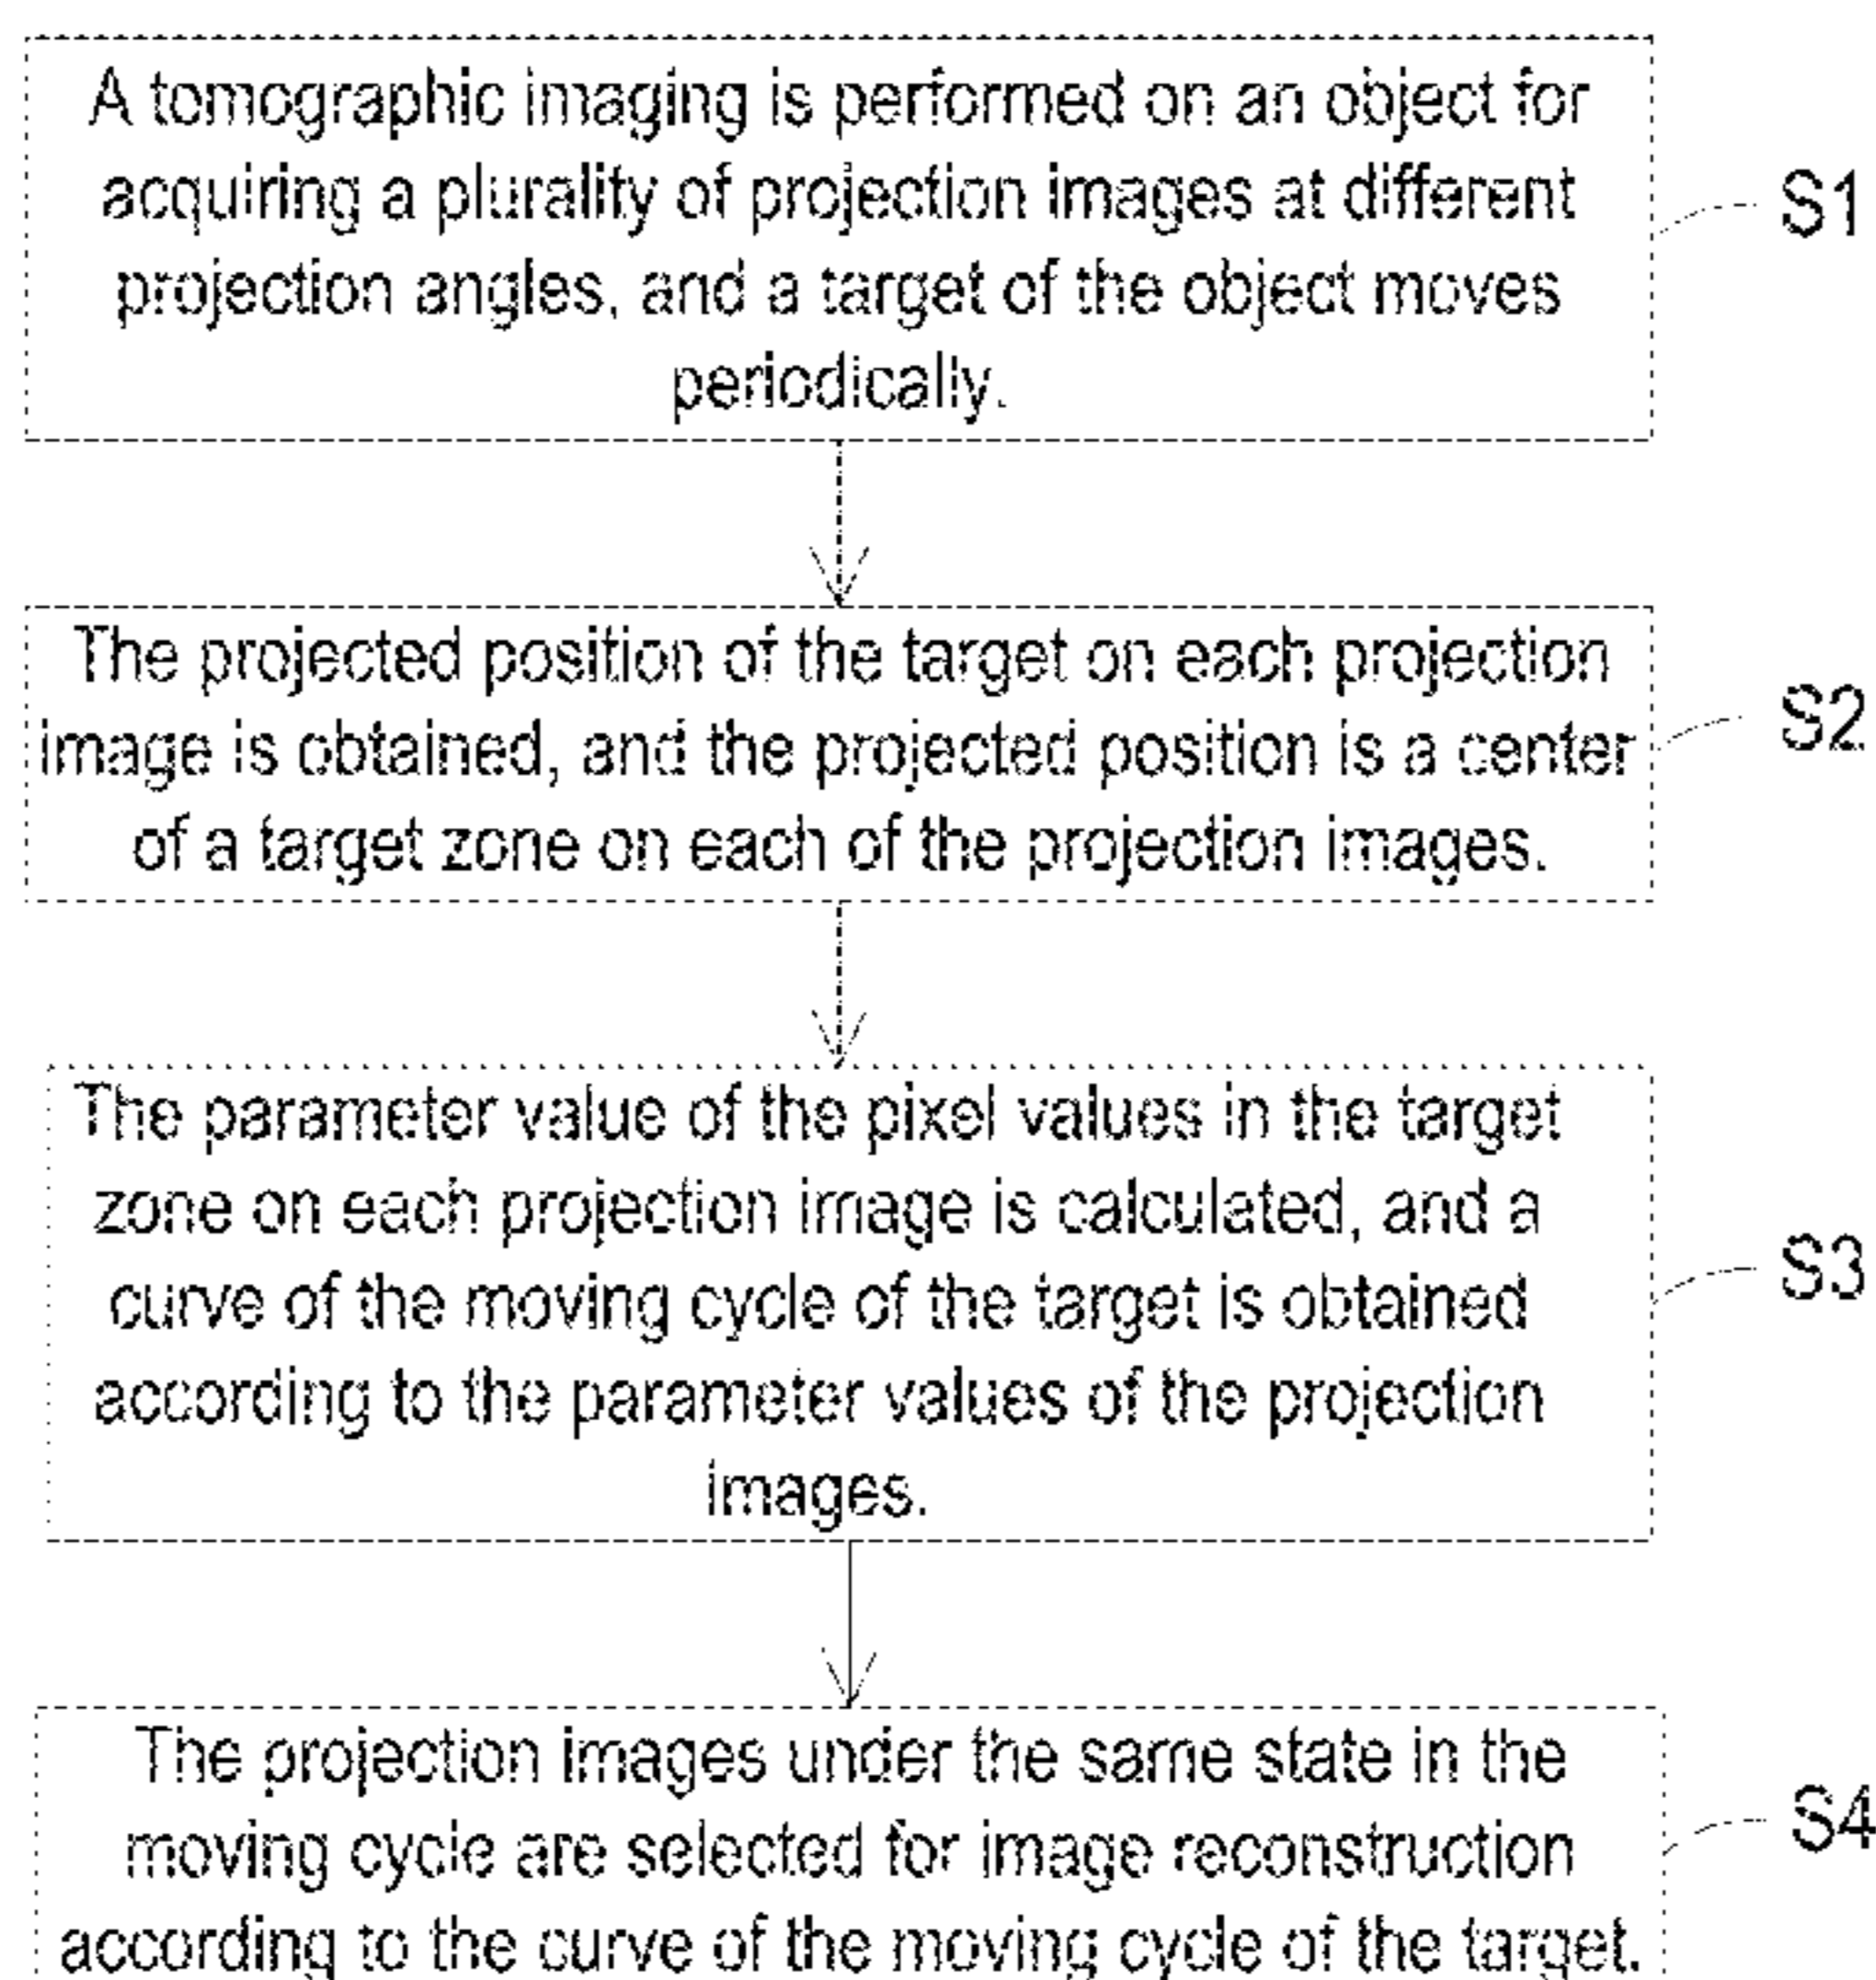 A tomographic imaging is performed on an object for
acquiring a plurality of projection images at different
projection angles, and a target of the object moves
periodically.
S1
The projected position of the target on each projection
image is obtained, and the projected position is a center
of a target zone on each of the projection images.
S2
The parameter value of the pixel values in the target
zone on each projection image is calculated, and a
curve of the moving cycle of the target is obtained
according to the parameter values of the projection
images.
S3
The projection images under the same state in the
moving cycle are selected for image reconstruction
according to the curve of the moving cycle of the target.
S4